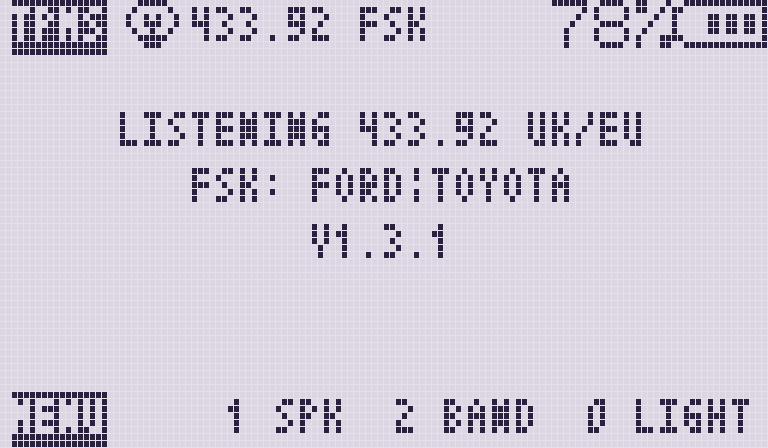 433.92 FSK 78%
LISTENING 433.92 UK/EU
FSK: FORD|TOYOTA
V1.3.1
1 SPK 2 BAND 0 LIGHT